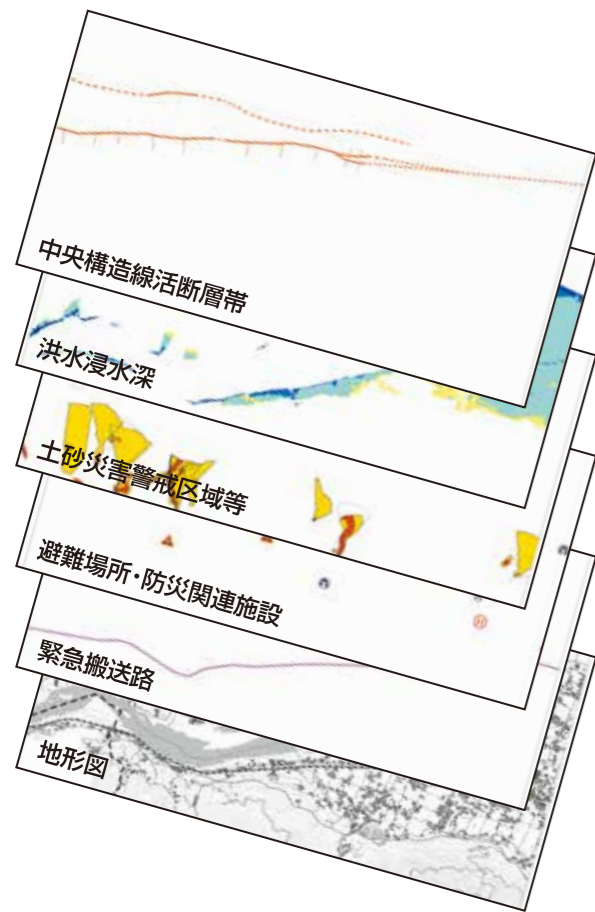 中央構造線活断層帯
洪水浸水深
土砂災害警戒区域等
避難場所・防災関連施設
緊急搬送路
地形図